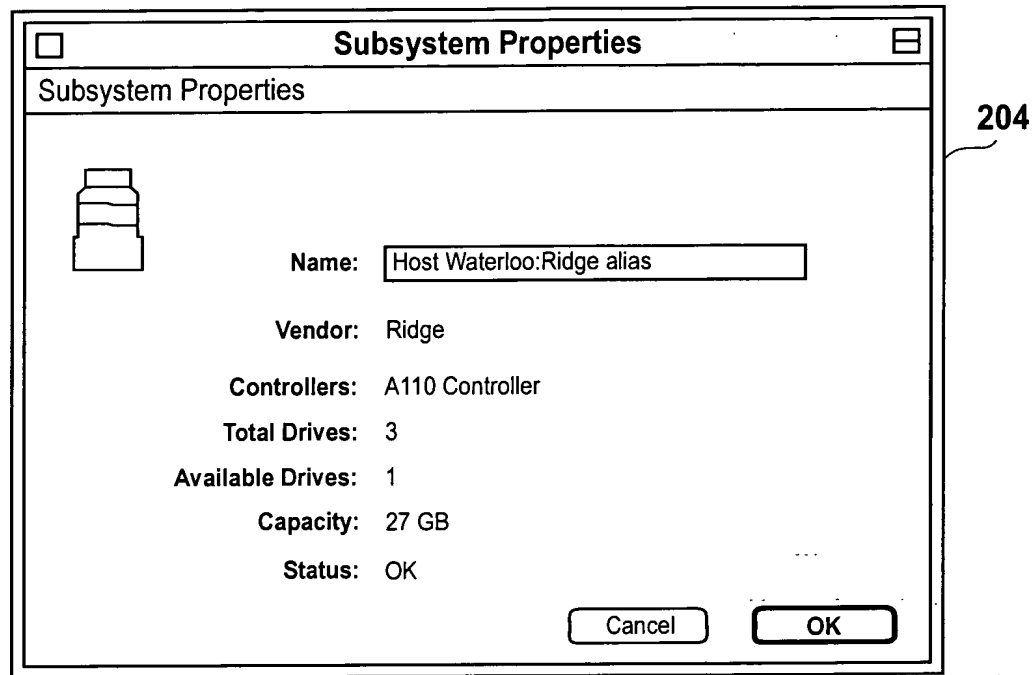 Subsystem Properties
Subsystem Properties
204
Name: Host Waterloo:Ridge alias
Vendor: Ridge
Controllers: A110 Controller
Total Drives: 3
Available Drives: 1
Capacity: 27 GB
Status: OK
Cancel OK